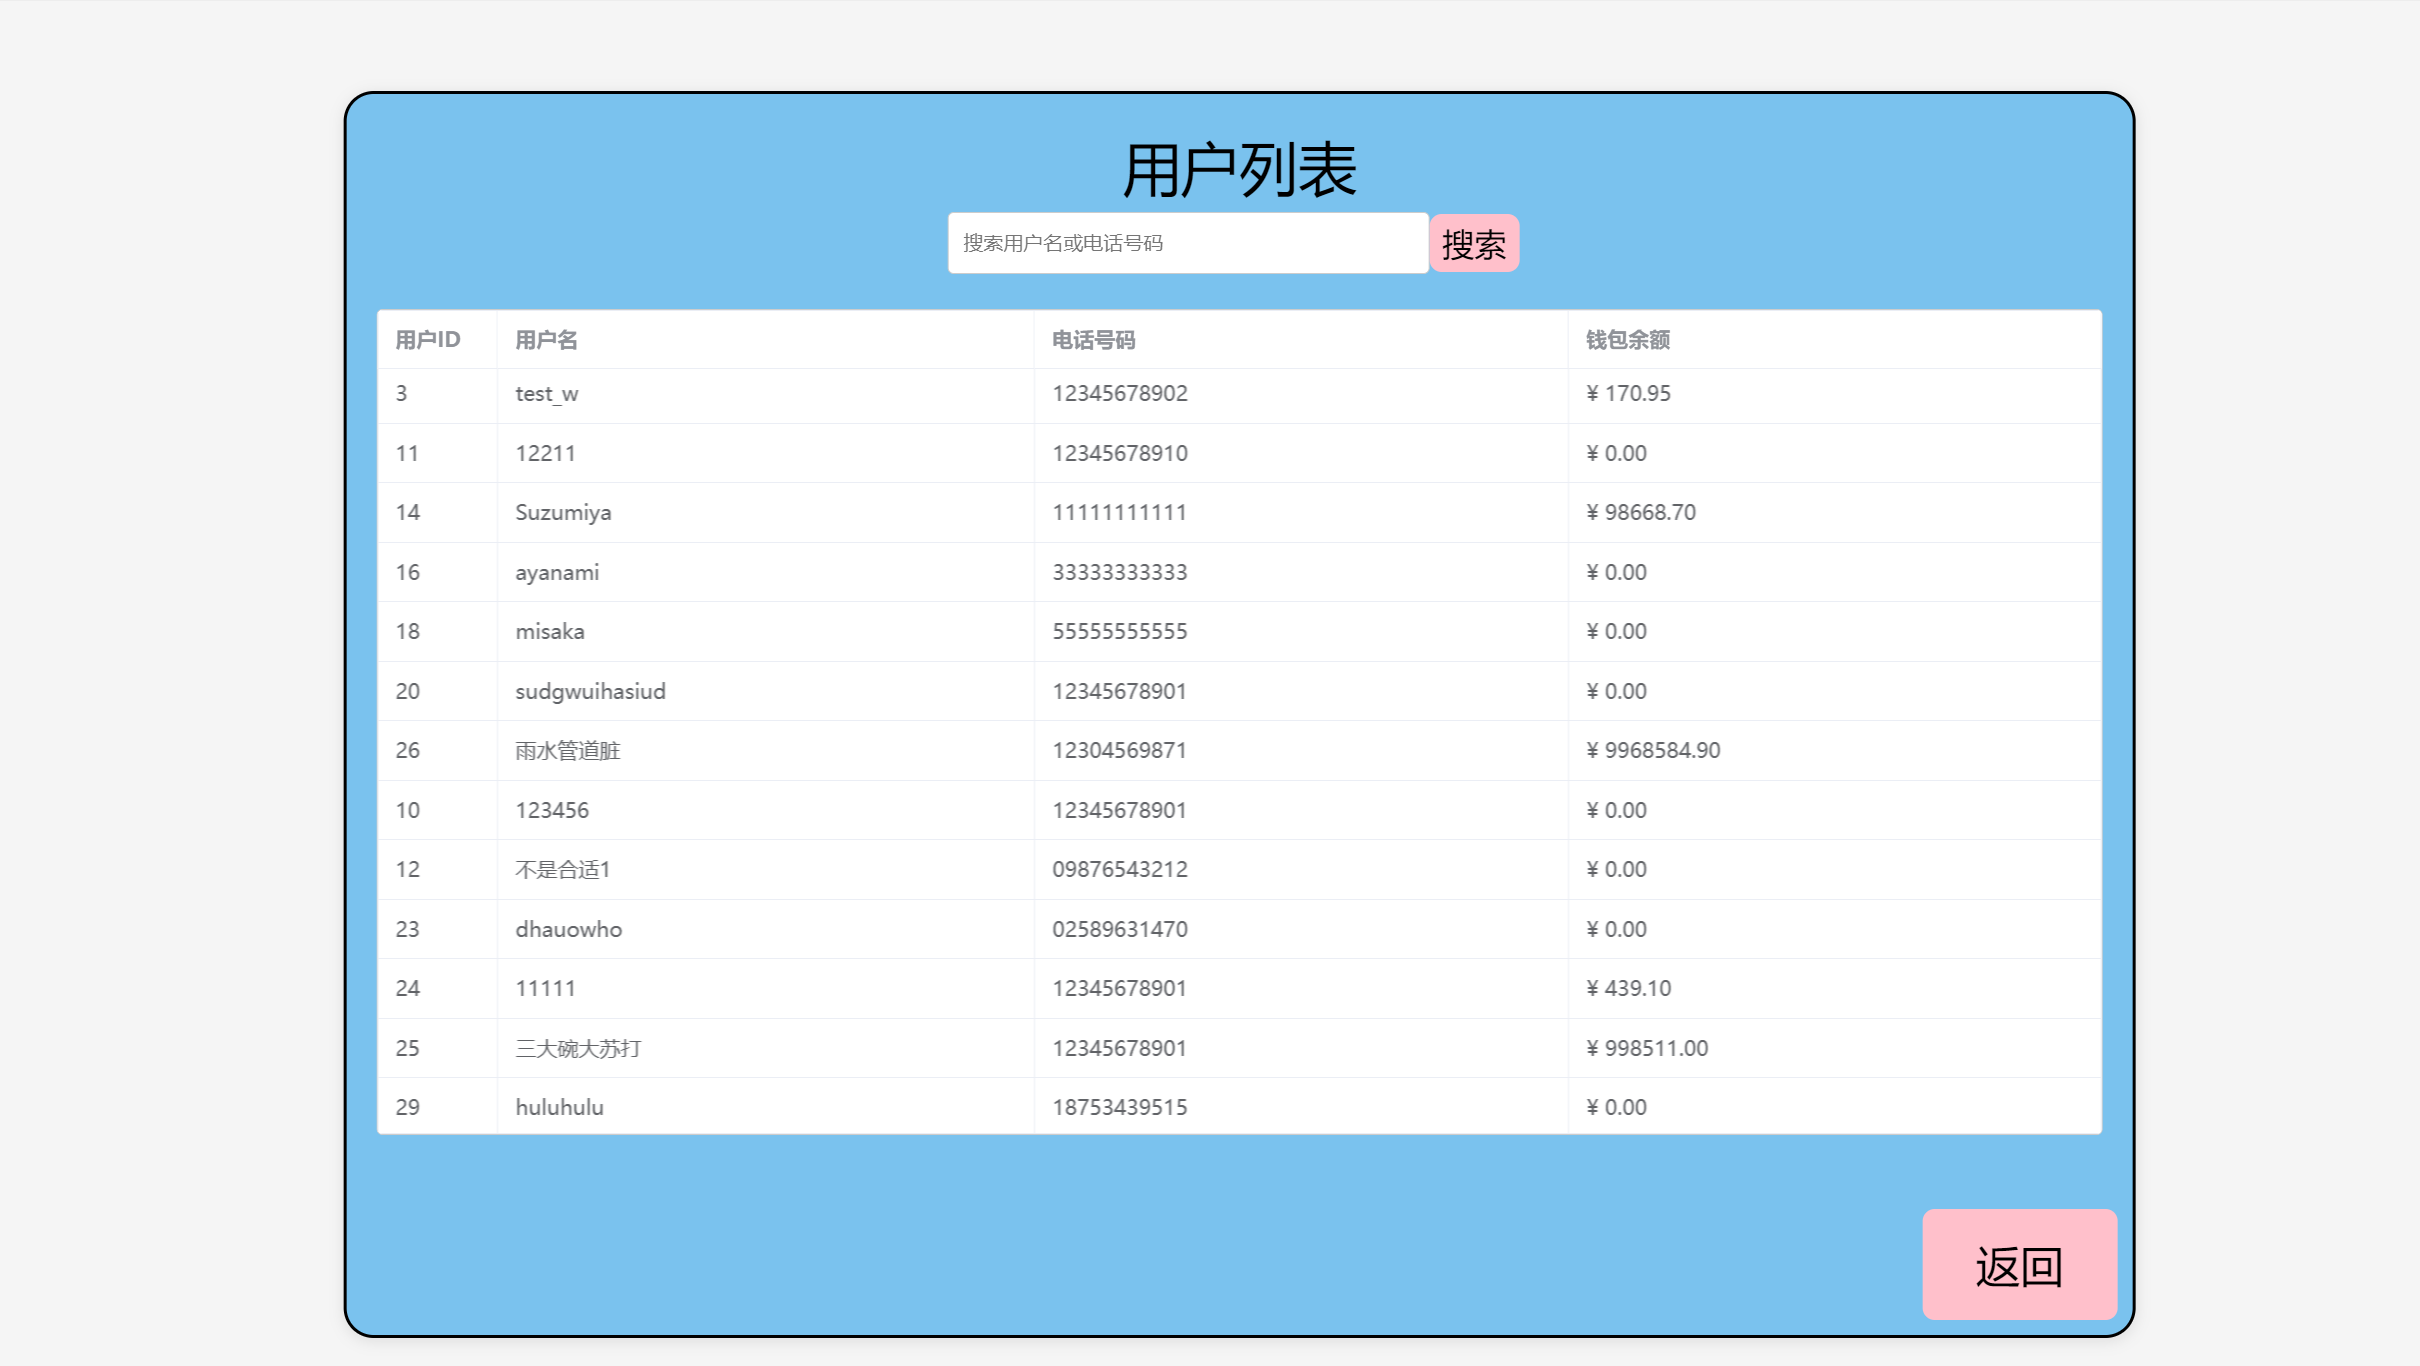 用户列表
搜索用户名或电话号码 搜索
用户ID 用户名 电话号码 钱包余额
3 test_w 12345678902 ¥ 170.95
11 12211 12345678910 ¥ 0.00
14 Suzumiya 11111111111 ¥ 98668.70
16 ayanami 33333333333 ¥ 0.00
18 misaka 55555555555 ¥ 0.00
20 sudgwuihasiud 12345678901 ¥ 0.00
26 雨水管道脏 12304569871 ¥ 9968584.90
10 123456 12345678901 ¥ 0.00
12 不是合适1 09876543212 ¥ 0.00
23 dhauowho 02589631470 ¥ 0.00
24 11111 12345678901 ¥ 439.10
25 三大碗大苏打 12345678901 ¥ 998511.00
29 huluhulu 18753439515 ¥ 0.00
返回